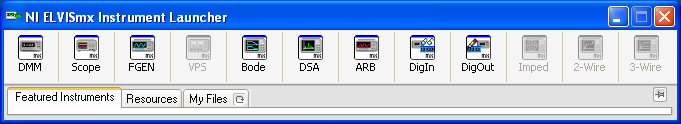 NI ELVISmx Instrument Launcher
DMM Scope FGEN VPS Bode DSA ARB DigIn DigOut Imped 2-Wire 3-Wire
Featured Instruments Resources My Files